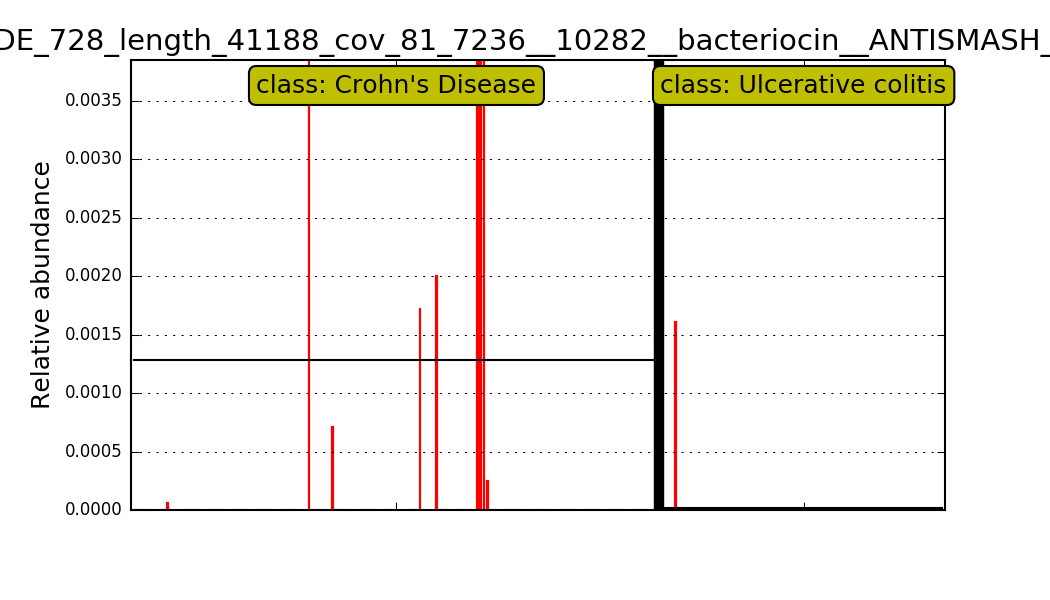 DE_728_length_41188_cov_81_7236__10282__bacteriocin__ANTISMASH_
class: Crohn's Disease
class: Ulcerative colitis
Relative abundance
0.0035
0.0030
0.0025
0.0020
0.0015
0.0010
0.0005
0.0000